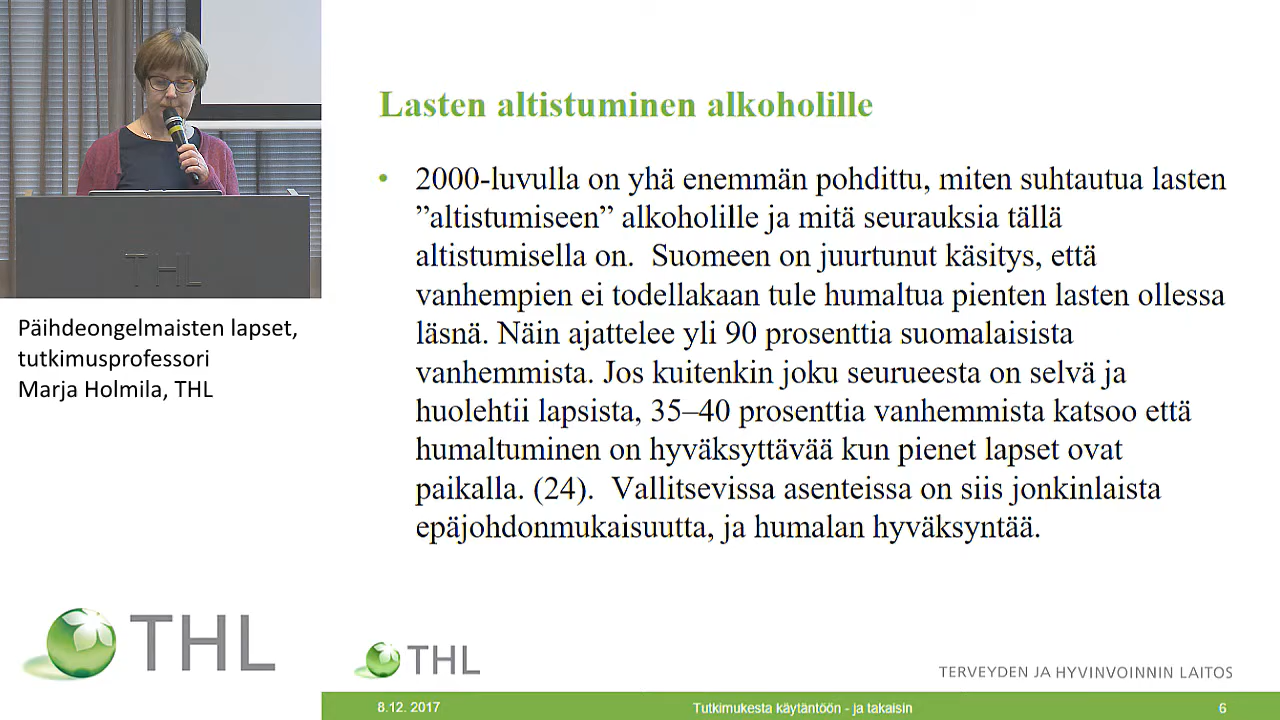 THL
Päihdeongelmaisten lapset,
tutkimusprofessori
Marja Holmila, THL
THL
Lasten altistuminen alkoholille
• 2000-luvulla on yhä enemmän pohdittu, miten suhtautua lasten
”altistumiseen” alkoholille ja mitä seurauksia tällä
altistumisella on. Suomeen on juurtunut käsitys, että
vanhempien ei todellakaan tule humaltua pienten lasten ollessa
läsnä. Näin ajattelee yli 90 prosenttia suomalaisista
vanhemmista. Jos kuitenkin joku seurueesta on selvä ja
huolehtii lapsista, 35–40 prosenttia vanhemmista katsoo että
humaltuminen on hyväksyttävää kun pienet lapset ovat
paikalla. (24). Vallitsevissa asenteissa on siis jonkinlaista
epäjohdonmukaisuutta, ja humalan hyväksyntää.
THL
TERVEYDEN JA HYVINVOINNIN LAITOS
8.12. 2017
Tutkimukesta käytäntöön - ja takaisin
6